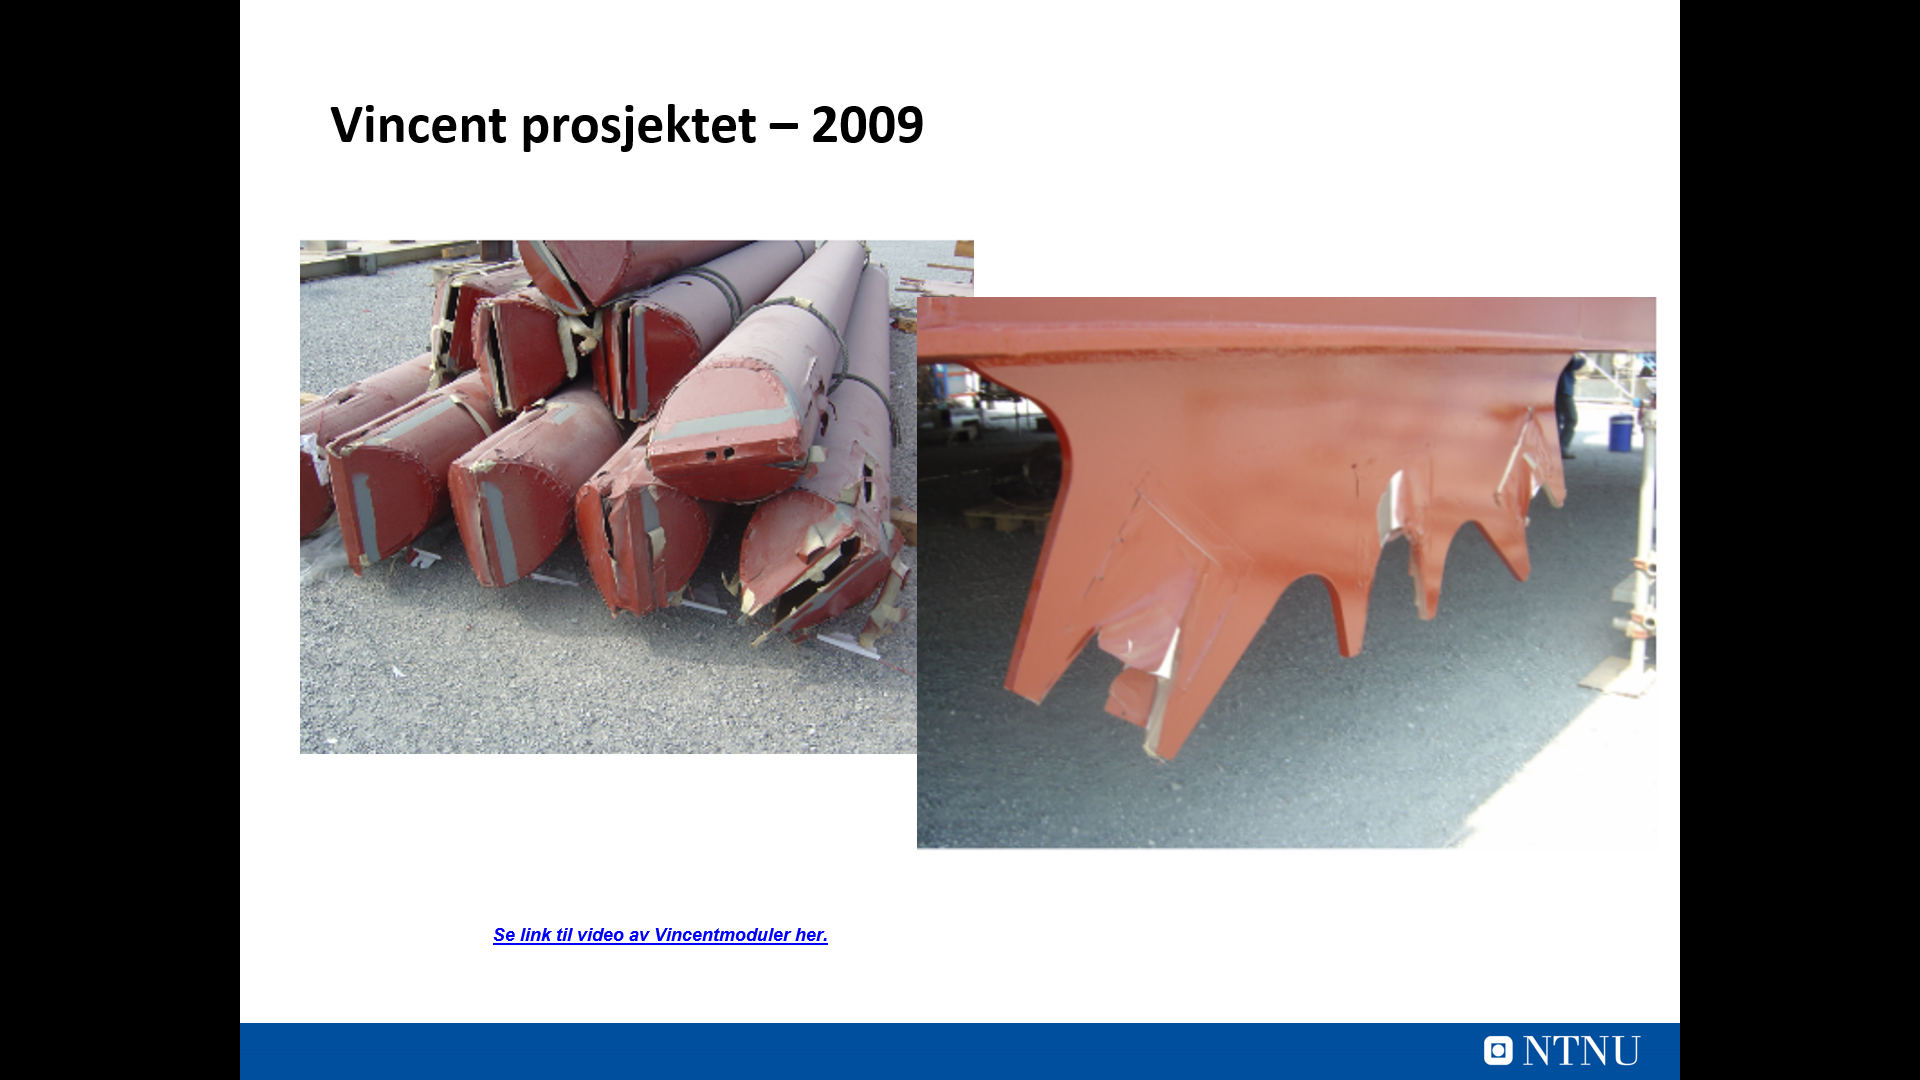 Vincent prosjektet – 2009
Se link til video av Vincentmoduler her.
NTNU